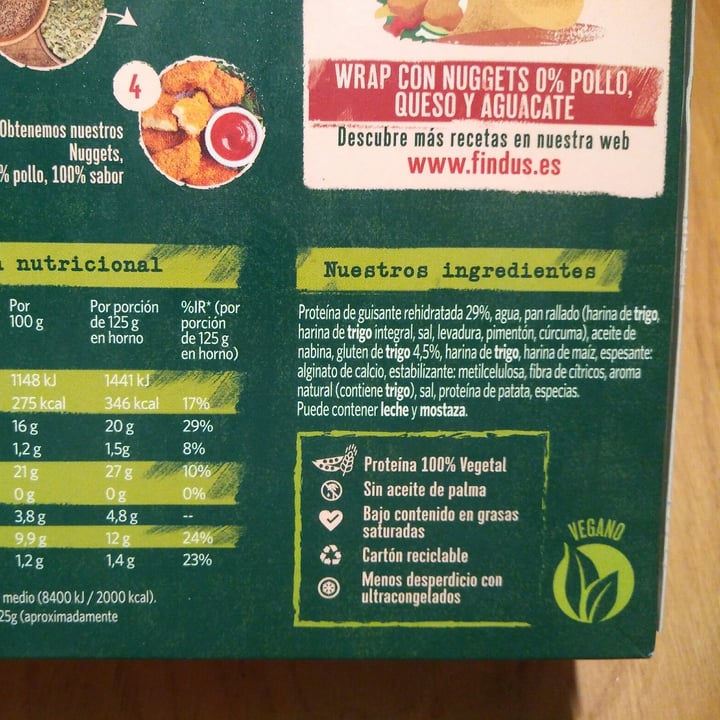 4
Obtenemos nuestros
Nuggets,
% pollo, 100% sabor
WRAP CON NUGGETS 0% POLLO,
QUESO Y AGUACATE
Descubre más recetas en nuestra web
www.findus.es
nutricional
Por
100 g
Por porción
de 125 g
en horno
%IR* (por
porción
de 125 g
en horno)
1148 kJ 1441 kJ
275 kcal 346 kcal 17%
16 g 20 g 29%
1,2 g 1,5g 8%
21 g 27 g 10%
0 g 0 g 0%
3,8 g 4,8 g --
9,9 g 12 g 24%
1,2 g 1,4 g 23%
medio (8400 kJ / 2000 kcal).
25g (aproximadamente
Nuestros ingredientes
Proteína de guisante rehidratada 29%, agua, pan rallado (harina de trigo,
harina de trigo integral, sal, levadura, pimentón, cúrcuma), aceite de
nabina, gluten de trigo 4,5%, harina de trigo, harina de maíz, espesante:
alginato de calcio, estabilizante: metilcelulosa, fibra de cítricos, aroma
natural (contiene trigo), sal, proteína de patata, especias.
Puede contener leche y mostaza.
Proteína 100% Vegetal
Sin aceite de palma
Bajo contenido en grasas
saturadas
Cartón reciclable
Menos desperdicio con
ultracongelados
VEGANO